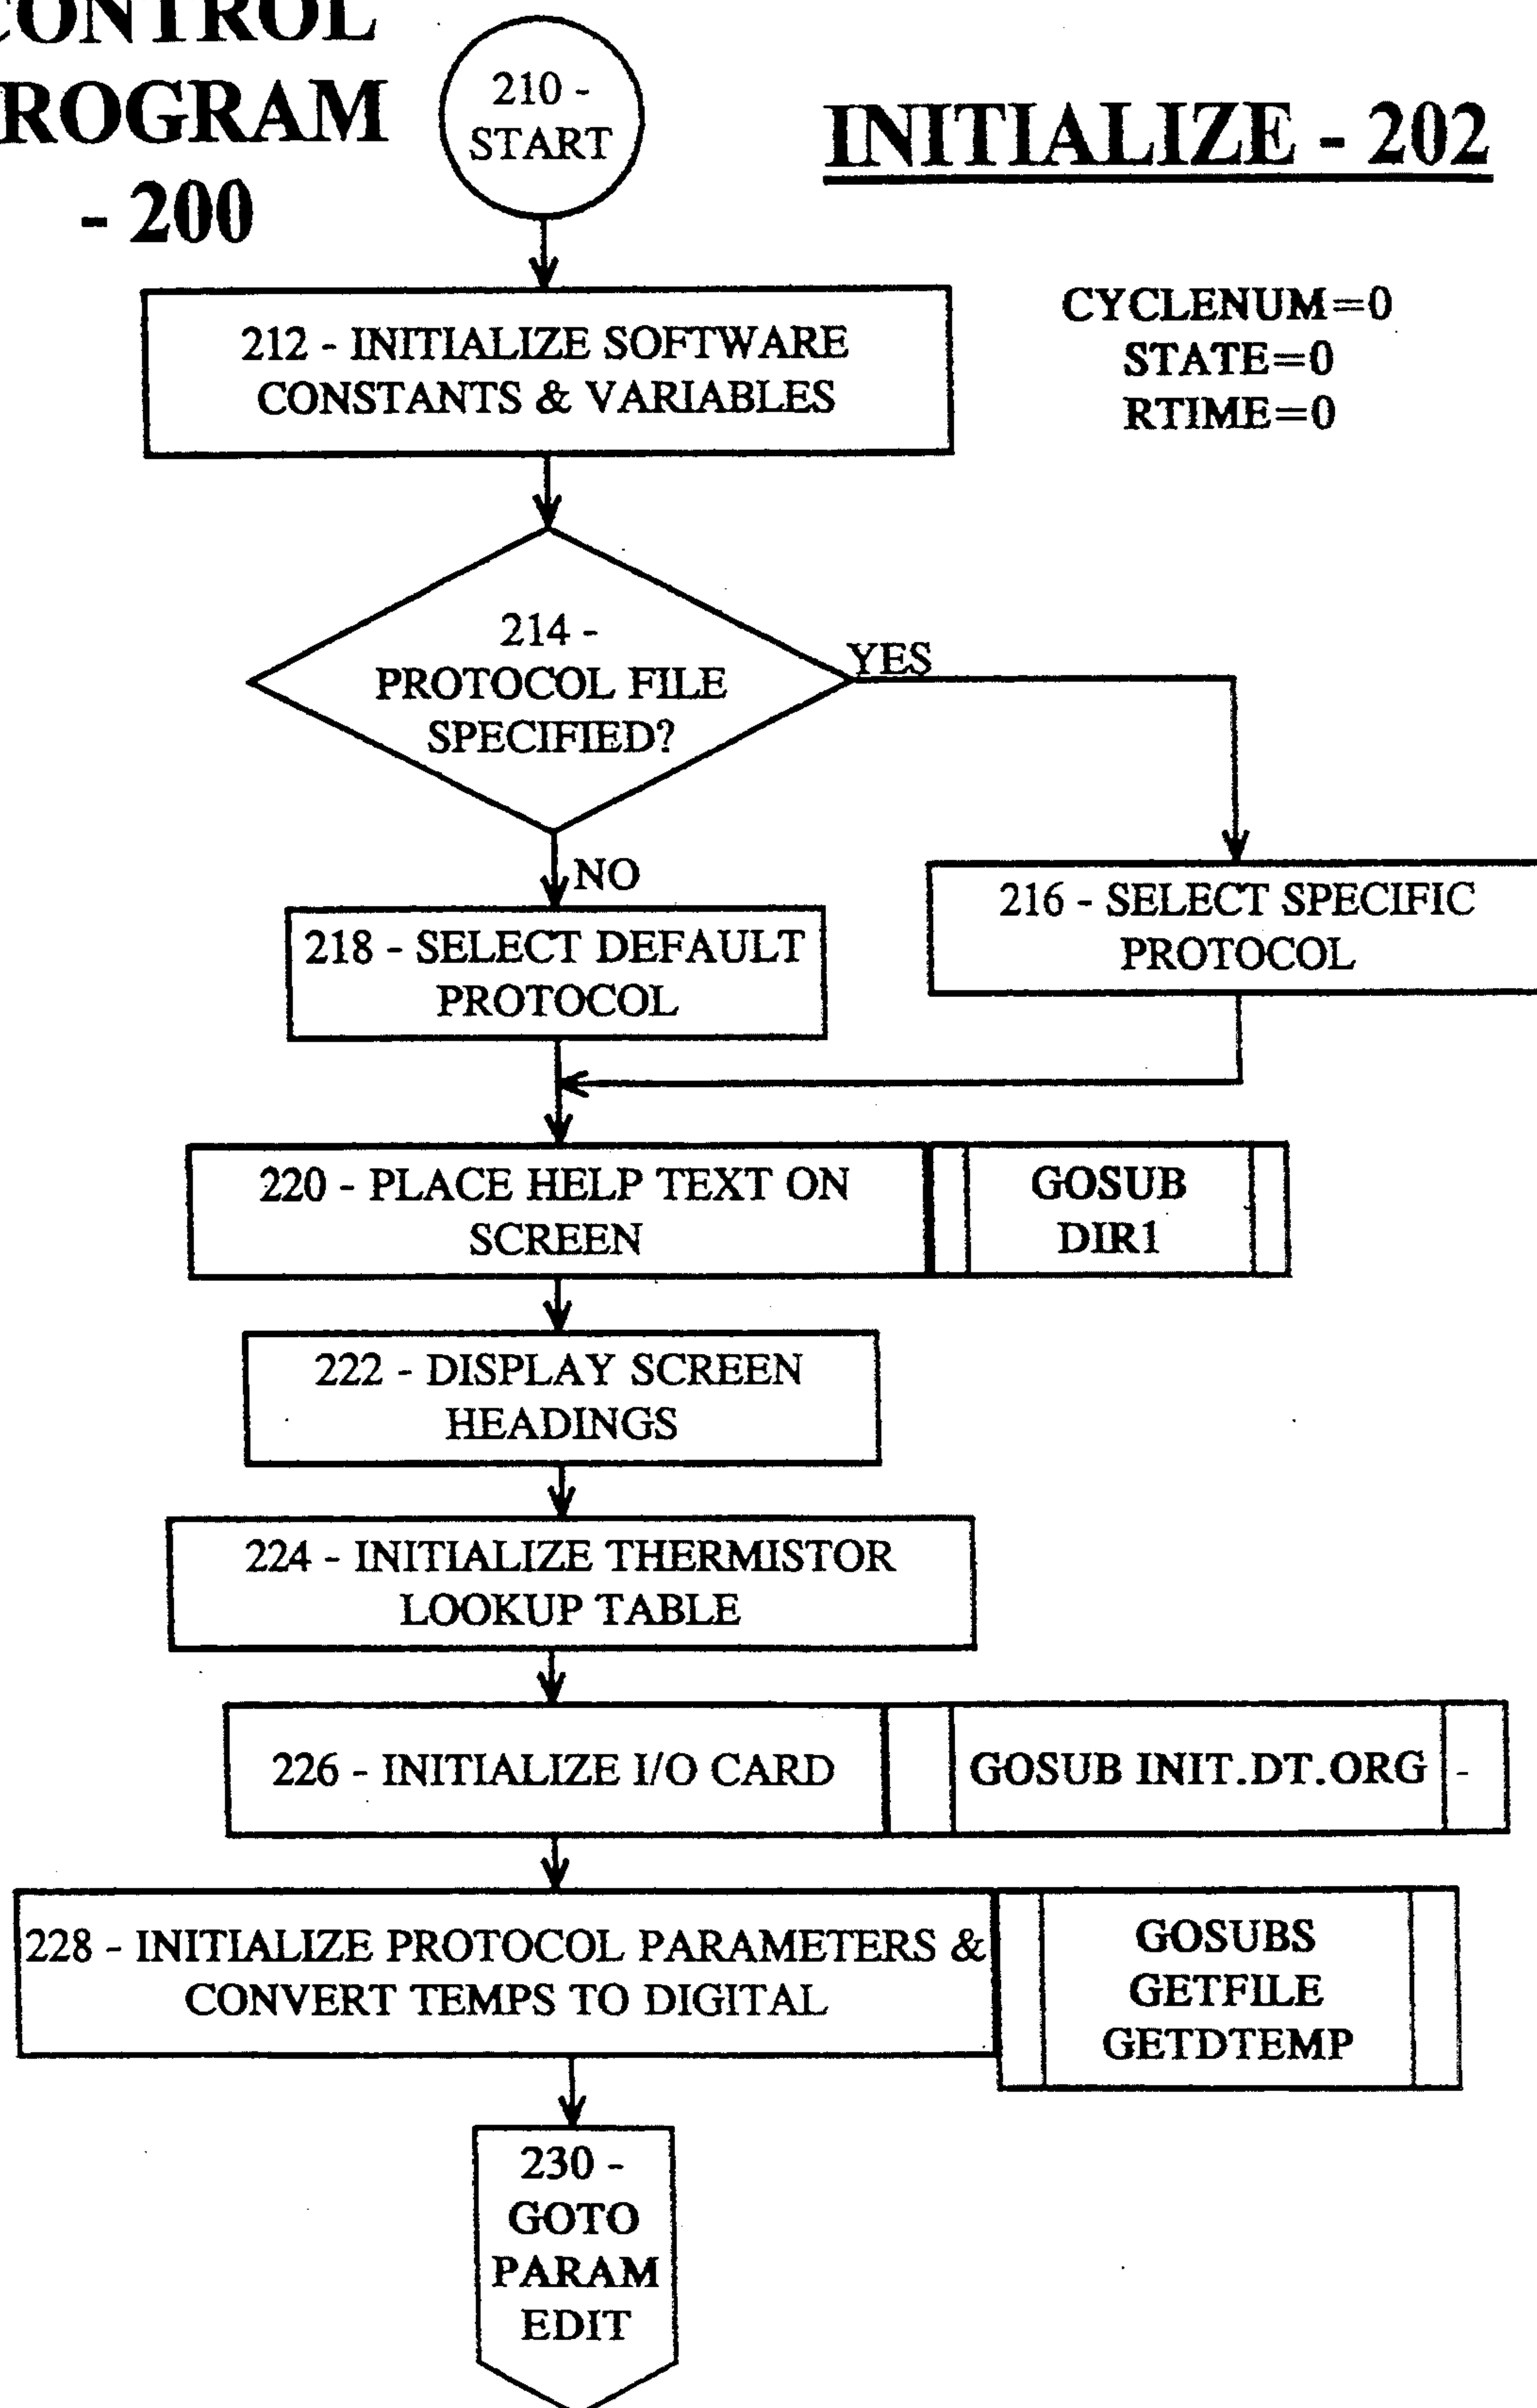 CONTROL
ROGRAM
- 200
210 -
START
INITIALIZE - 202
212 - INITIALIZE SOFTWARE
CONSTANTS & VARIABLES
CYCLENUM=0
STATE=0
RTIME=0
214 -
PROTOCOL FILE
SPECIFIED?
YES
NO
216 - SELECT SPECIFIC
PROTOCOL
218 - SELECT DEFAULT
PROTOCOL
220 - PLACE HELP TEXT ON
SCREEN
GOSUB
DIR1
222 - DISPLAY SCREEN
HEADINGS
224 - INITIALIZE THERMISTOR
LOOKUP TABLE
226 - INITIALIZE I/O CARD
GOSUB INIT.DT.ORG -
228 - INITIALIZE PROTOCOL PARAMETERS &
CONVERT TEMPS TO DIGITAL
GOSUBS
GETFILE
GETDTEMP
230 -
GOTO
PARAM
EDIT